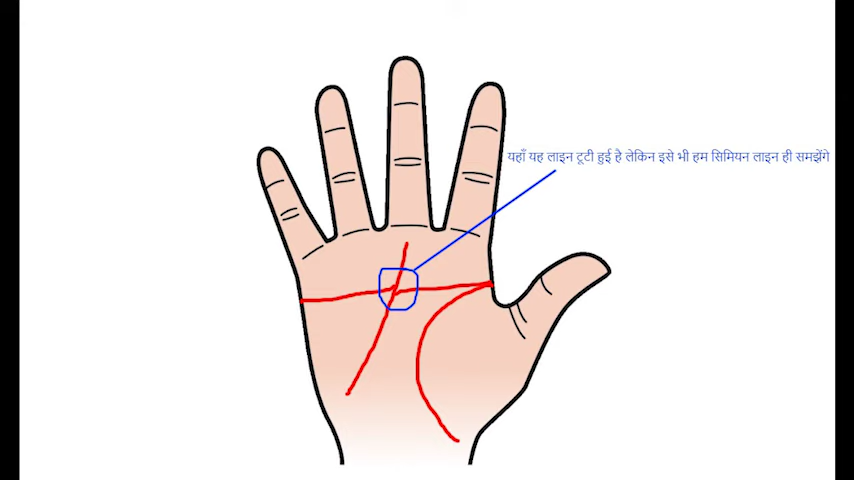 यहाँ यह लाइन टूटी हुई है लेकिन इसे भी हम सिमियन लाइन ही समझेंगे